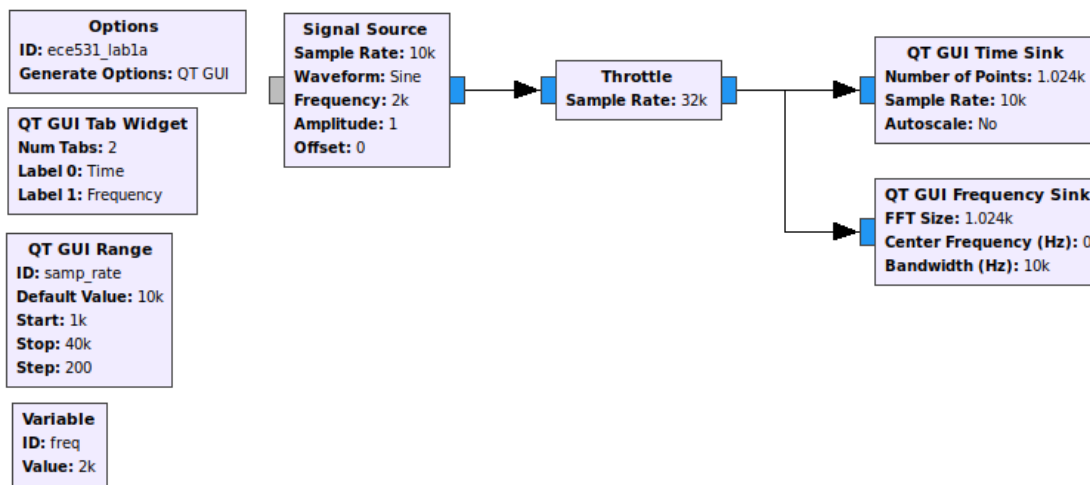 Options
ID: ece531_lab1a
Generate Options: QT GUI
QT GUI Tab Widget
Num Tabs: 2
Label 0: Time
Label 1: Frequency
QT GUI Range
ID: samp_rate
Default Value: 10k
Start: 1k
Stop: 40k
Step: 200
Variable
ID: freq
Value: 2k
Signal Source
Sample Rate: 10k
Waveform: Sine
Frequency: 2k
Amplitude: 1
Offset: 0
Throttle
Sample Rate: 32k
QT GUI Time Sink
Number of Points: 1.024k
Sample Rate: 10k
Autoscale: No
QT GUI Frequency Sink
FFT Size: 1.024k
Center Frequency (Hz): 0
Bandwidth (Hz): 10k